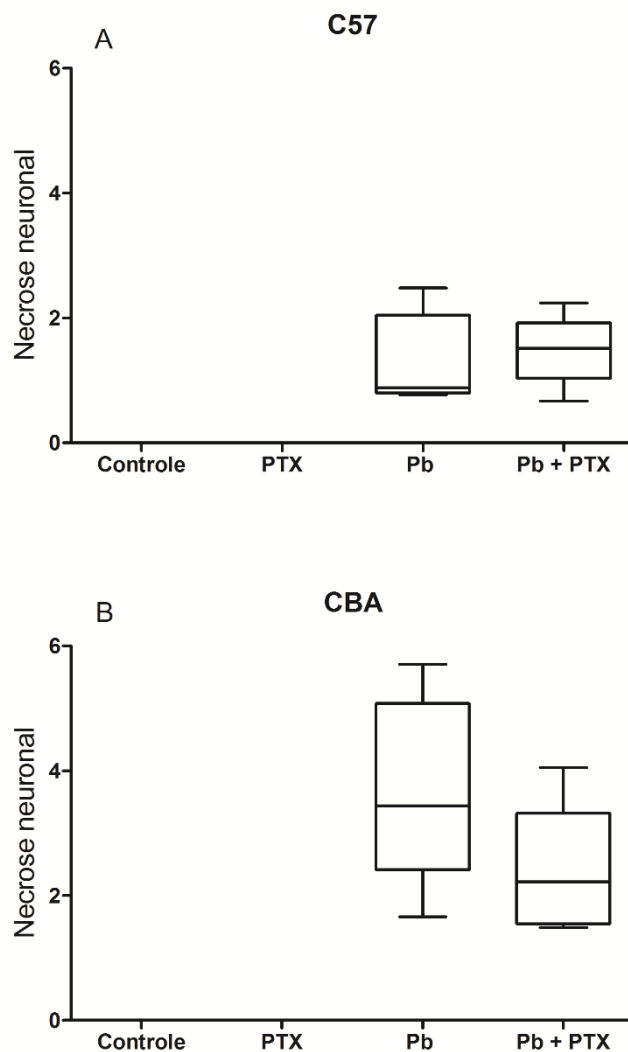 A
C57
6
4
2
0
Necrose neuronal
Controle PTX Pb Pb + PTX
B
CBA
6
4
2
0
Necrose neuronal
Controle PTX Pb Pb + PTX